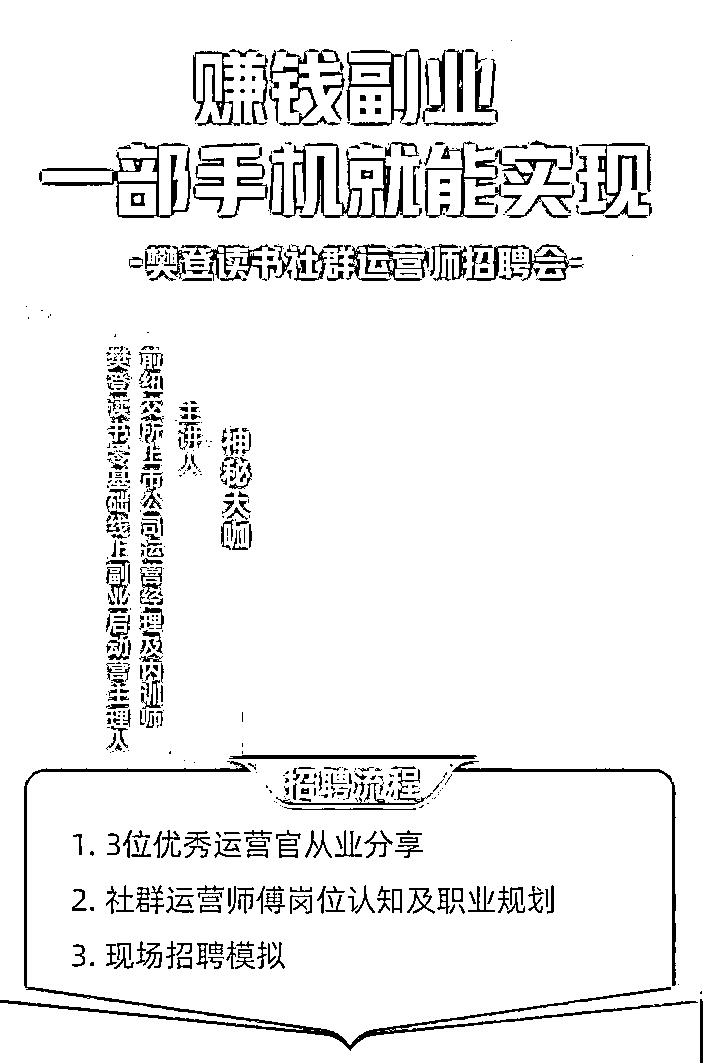 赚钱副业
一部手机就能实现
-樊登读书社群运营师招聘会-
神秘大咖
主讲人
前纽交所上市公司运营经理及内训师
樊登读书零基础线上副业启动营主理人
招聘流程
1. 3位优秀运营官从业分享
2. 社群运营师傅岗位认知及职业规划
3. 现场招聘模拟